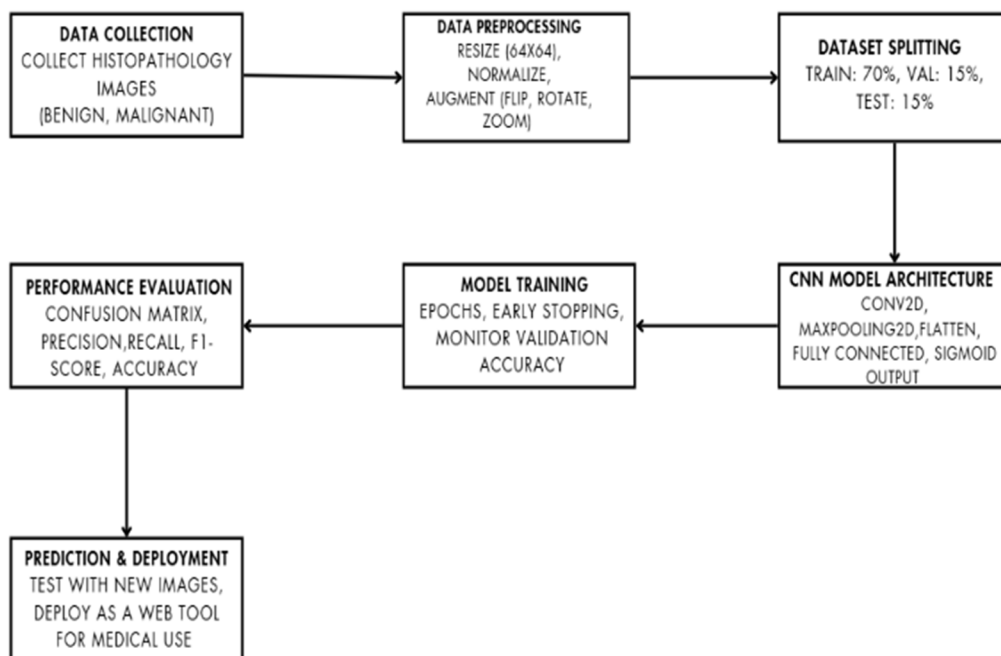 DATA COLLECTION
COLLECT HISTOPATHOLOGY
IMAGES
(BENIGN, MALIGNANT)
DATA PREPROCESSING
RESIZE (64X64),
NORMALIZE,
AUGMENT (FLIP, ROTATE,
ZOOM)
DATASET SPLITTING
TRAIN: 70%, VAL: 15%,
TEST: 15%
CNN MODEL ARCHITECTURE
CONV2D,
MAXPOOLING2D,FLATTEN,
FULLY CONNECTED, SIGMOID
OUTPUT
MODEL TRAINING
EPOCHS, EARLY STOPPING,
MONITOR VALIDATION
ACCURACY
PERFORMANCE EVALUATION
CONFUSION MATRIX,
PRECISION,RECALL, F1-
SCORE, ACCURACY
PREDICTION & DEPLOYMENT
TEST WITH NEW IMAGES,
DEPLOY AS A WEB TOOL
FOR MEDICAL USE